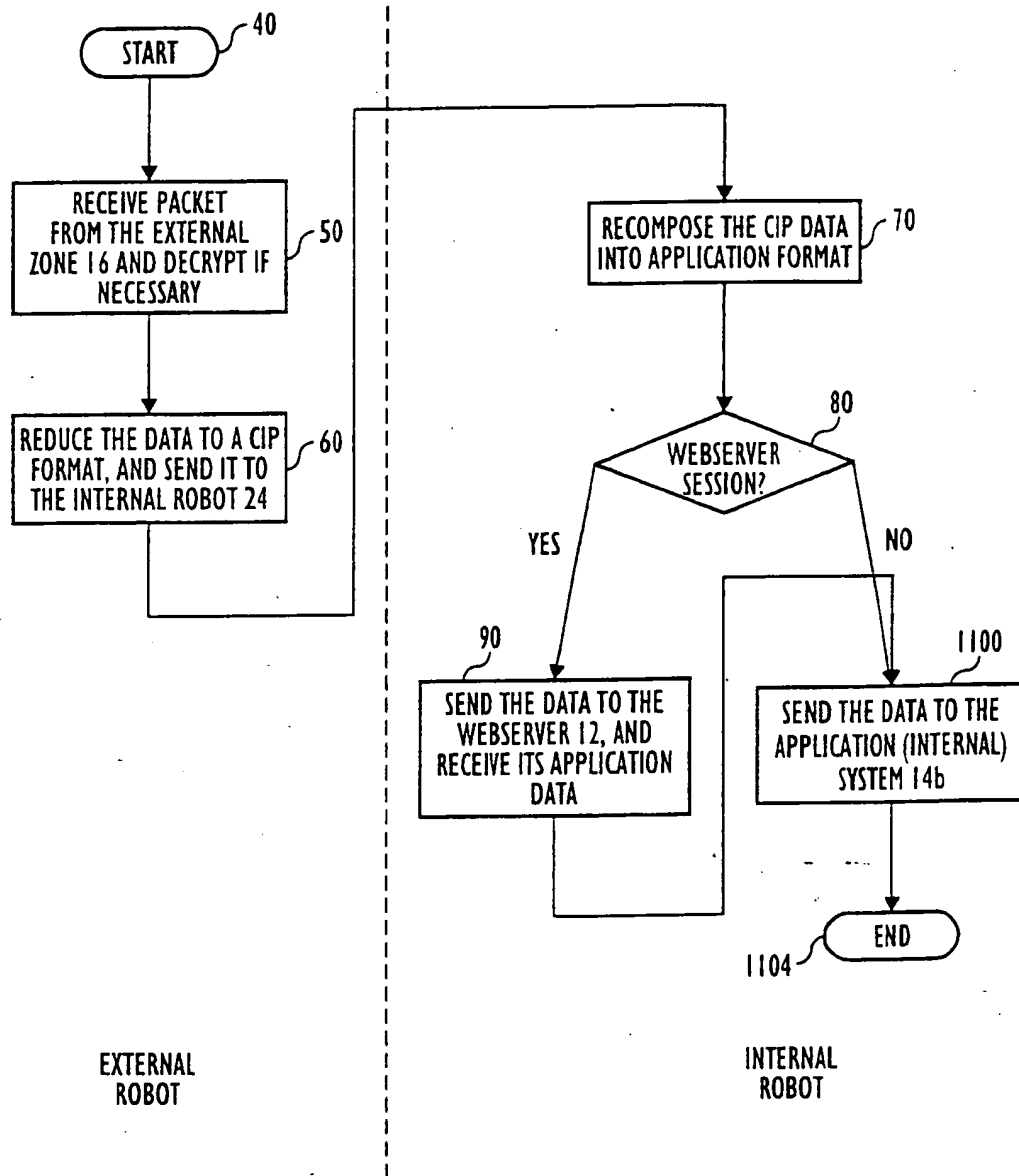 START
40
RECEIVE PACKET
FROM THE EXTERNAL
ZONE 16 AND DECRYPT IF
NECESSARY
50
REDUCE THE DATA TO A CIP
FORMAT, AND SEND IT TO
THE INTERNAL ROBOT 24
60
RECOMPOSE THE CIP DATA
INTO APPLICATION FORMAT
70
WEBSERVER
SESSION?
80
YES
NO
90
SEND THE DATA TO THE
WEBSERVER 12, AND
RECEIVE ITS APPLICATION
DATA
1100
SEND THE DATA TO THE
APPLICATION (INTERNAL)
SYSTEM 14b
END
1104
EXTERNAL
ROBOT
INTERNAL
ROBOT